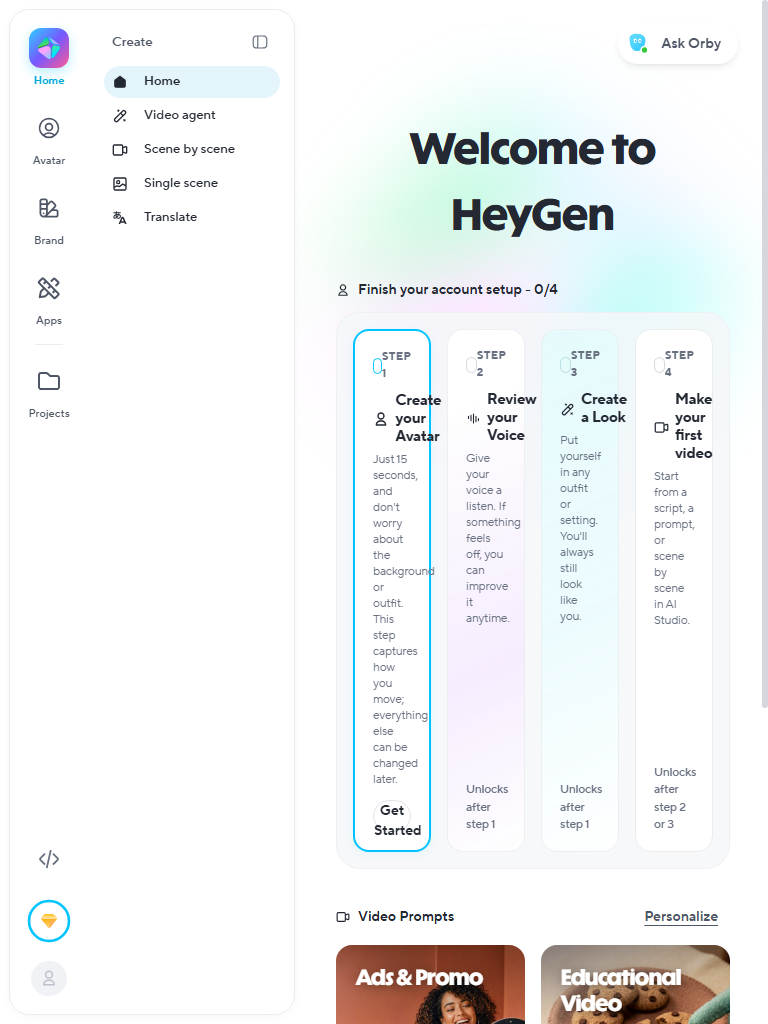 Home
Avatar
Brand
Apps
Projects
Create
Home
Video agent
Scene by scene
Single scene
Translate
Ask Orby
Welcome to
HeyGen
Finish your account setup - 0/4
STEP
1
Create
your
Avatar
Just 15
seconds,
and
don't
worry
about
the
background
or
outfit.
This
step
captures
how
you
move;
everything
else
can be
changed
later.
Get
Started
STEP
2
Review
your
Voice
Give
your
voice a
listen. If
something
feels
off, you
can
improve
it
anytime.
Unlocks
after
step 1
STEP
3
Create
a Look
Put
yourself
in any
outfit
or
setting.
You'll
always
still
look
like
you.
Unlocks
after
step 1
STEP
4
Make
your
first
video
Start
from a
script, a
prompt,
or
scene
by
scene
in AI
Studio.
Unlocks
after
step 2
or 3
Video Prompts
Personalize
Ads & Promo
Educational
Video